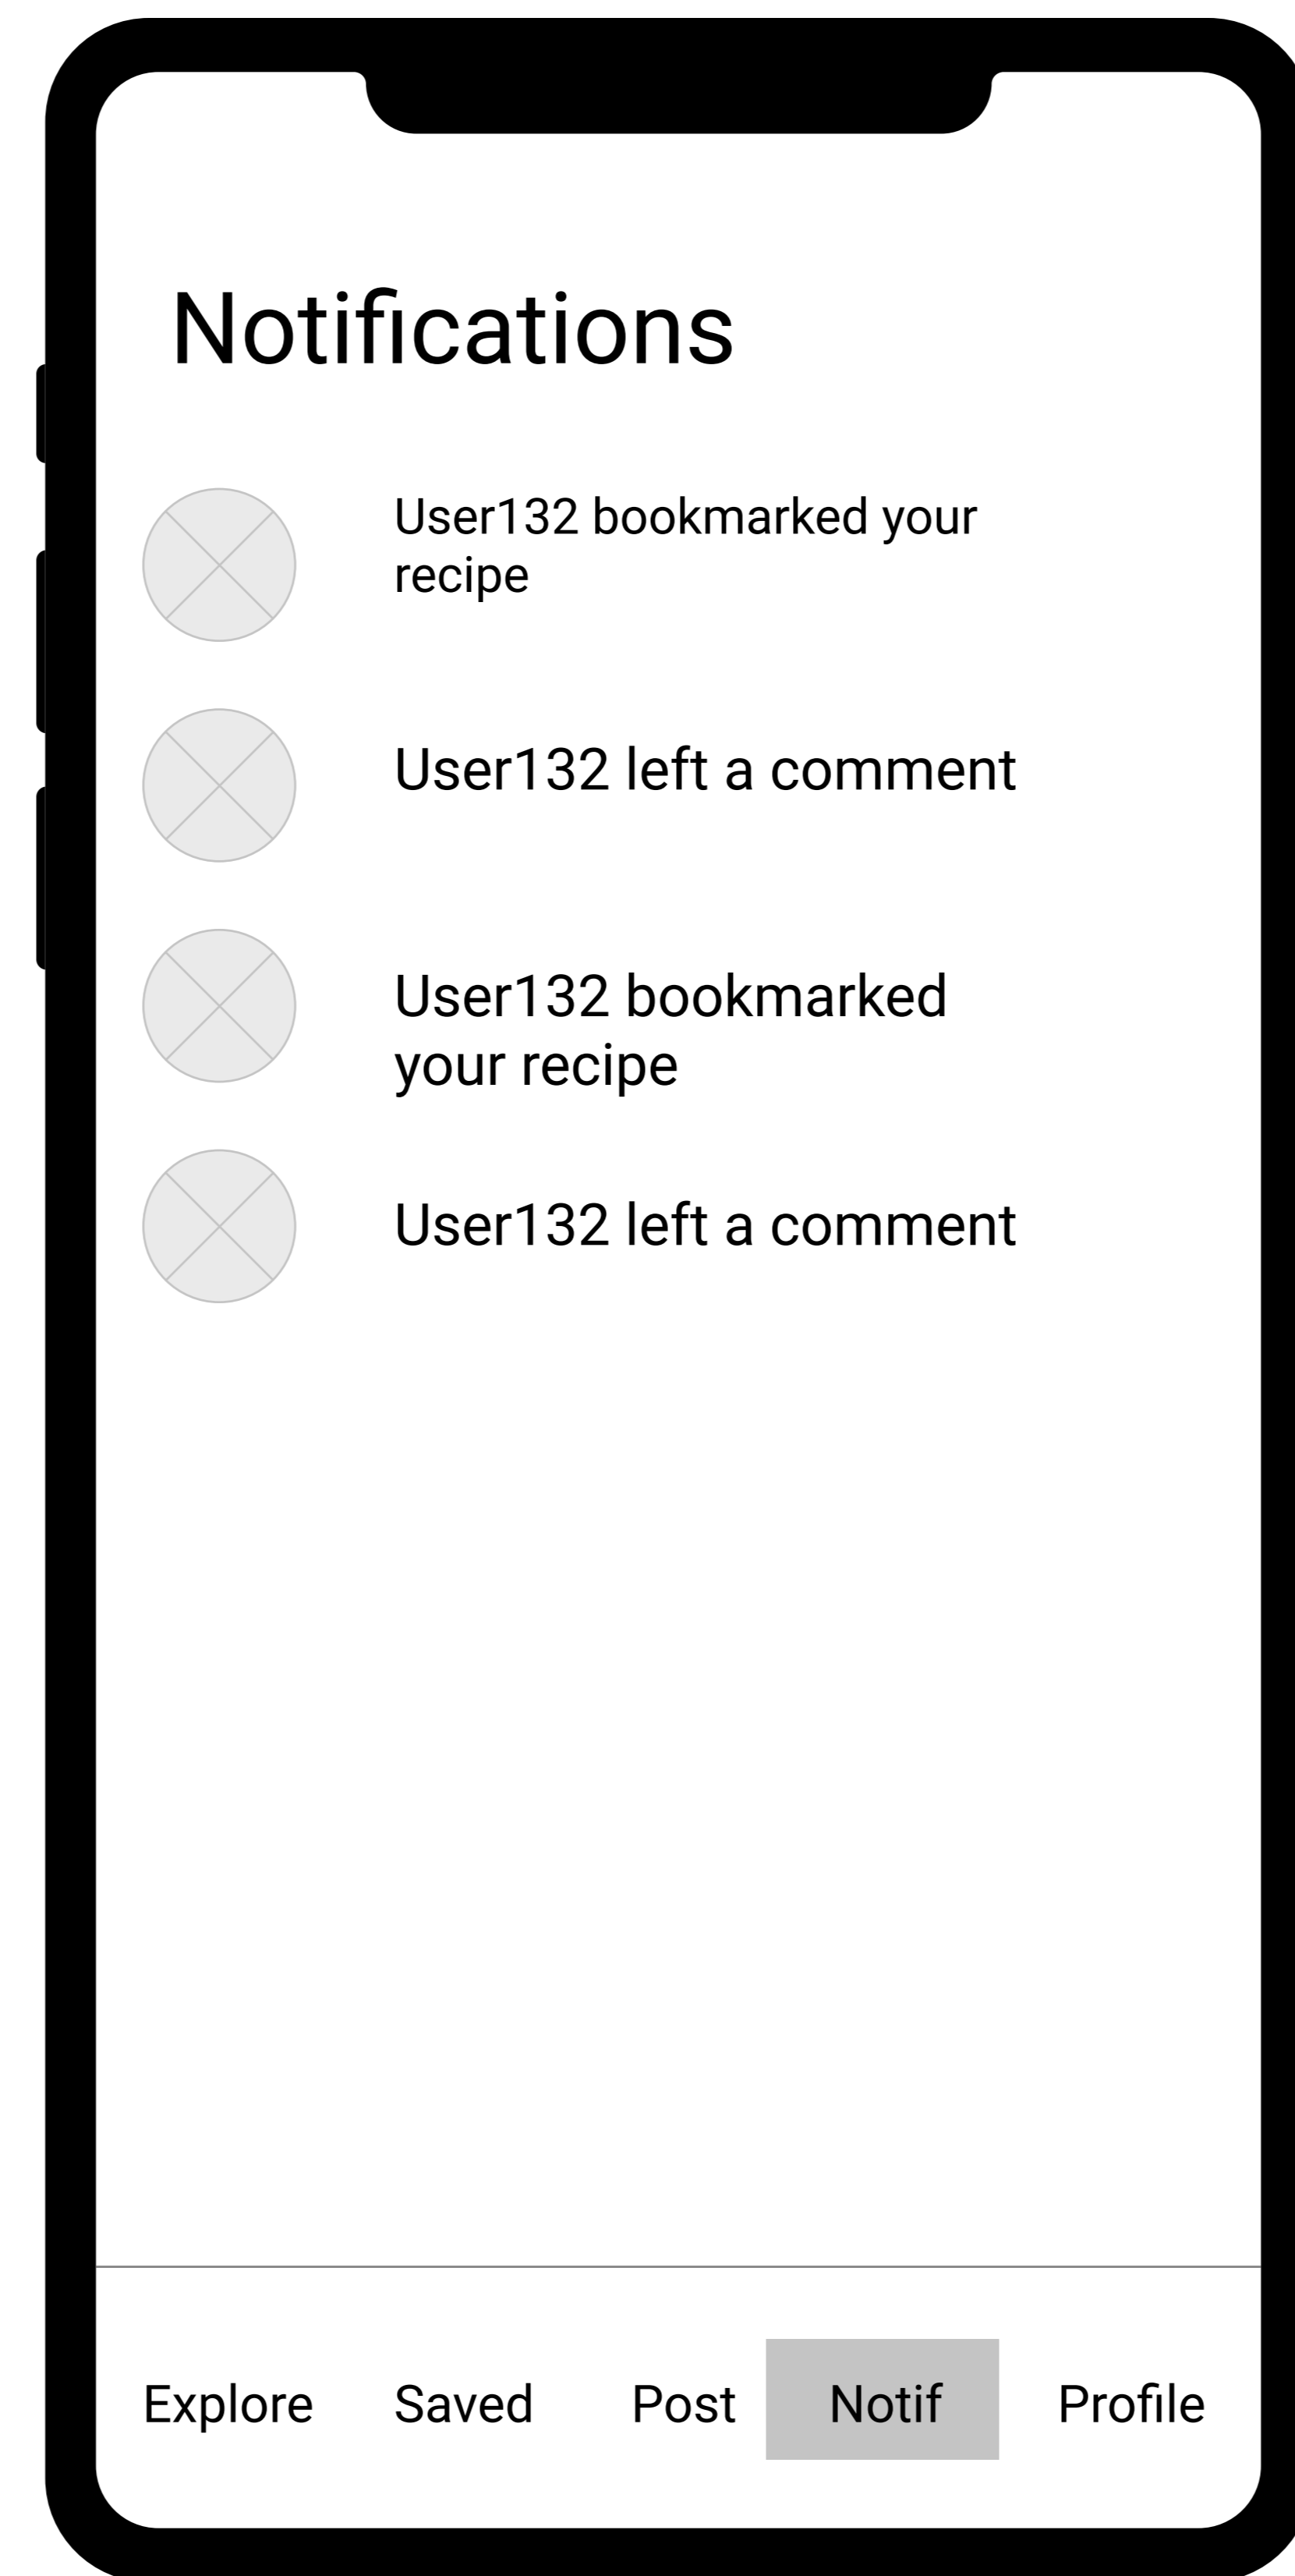 Notifications
User132 bookmarked your
recipe
User132 left a comment
User132 bookmarked
your recipe
User132 left a comment
Explore Saved Post Notif Profile